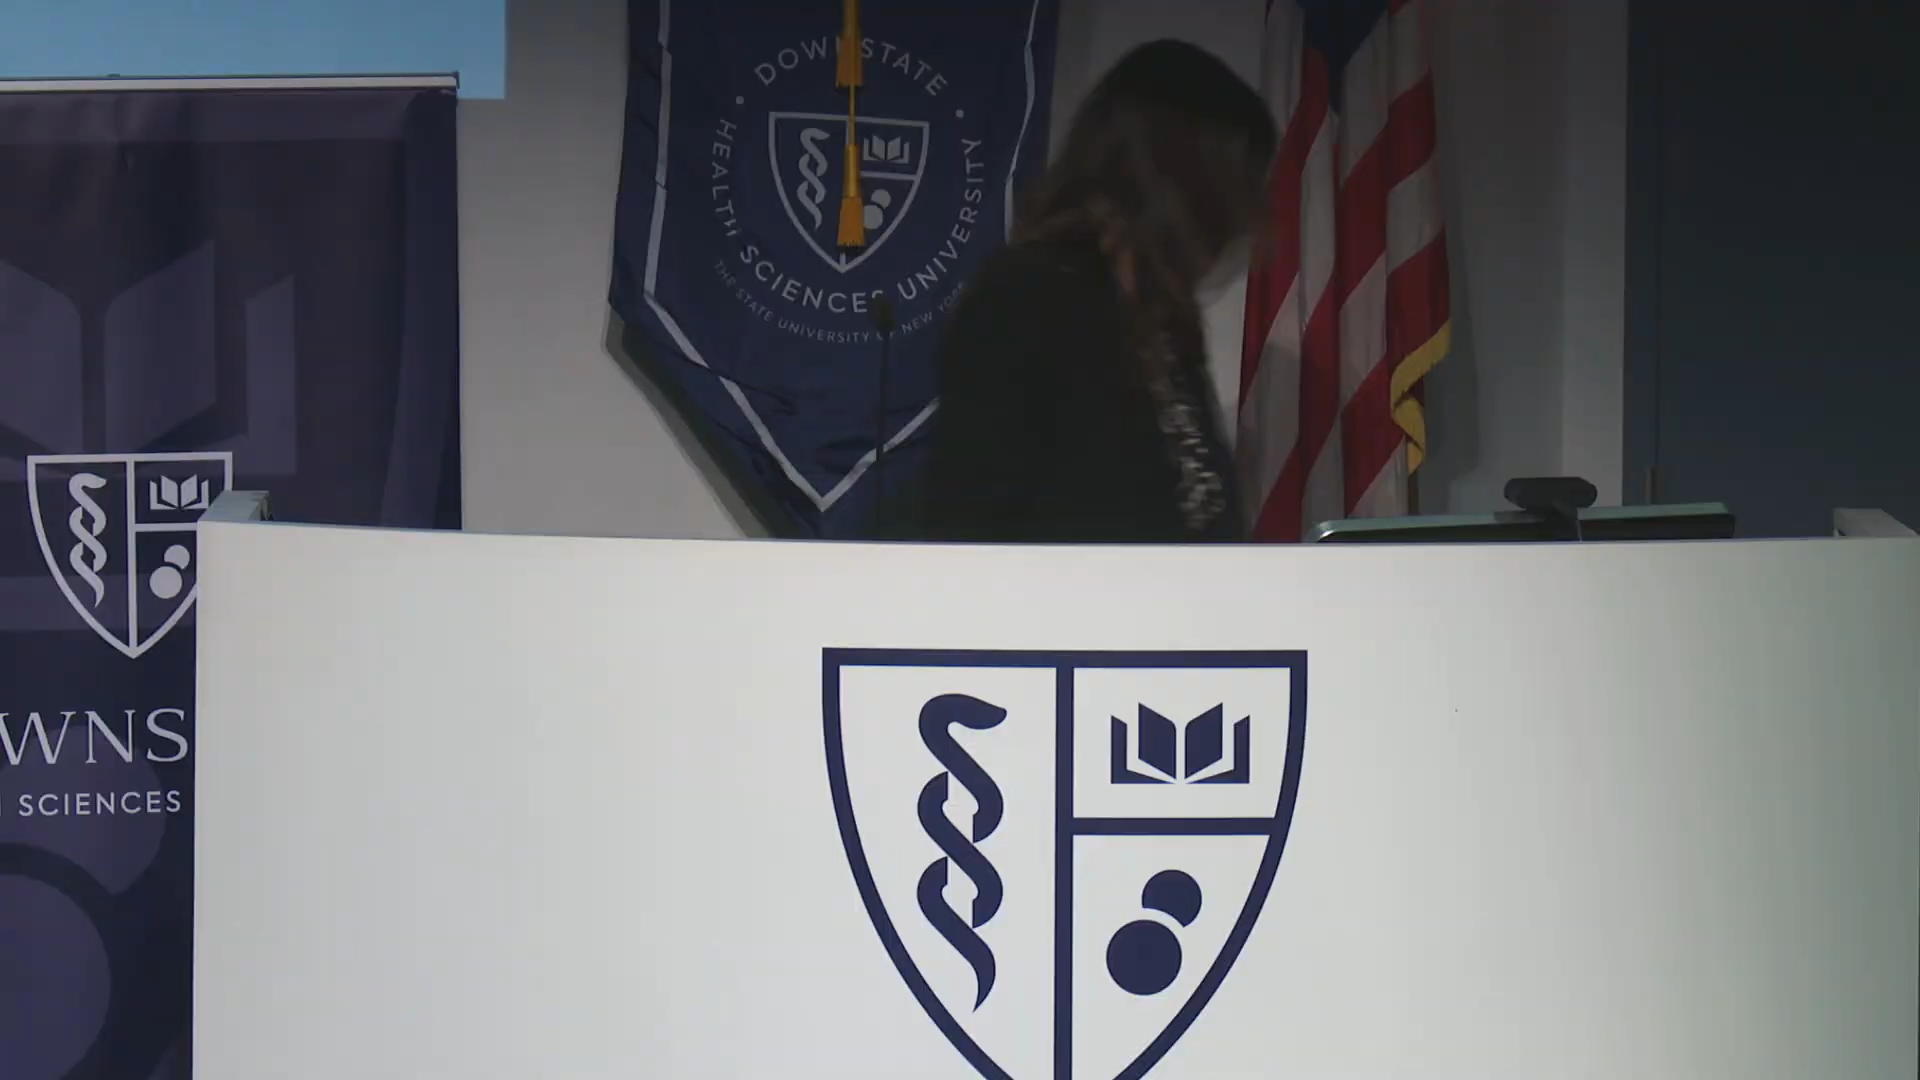 DOWNSTATE
HEALTH SCIENCES UNIVERSITY
THE STATE UNIVERSITY OF NEW YORK
WNS
SCIENCES